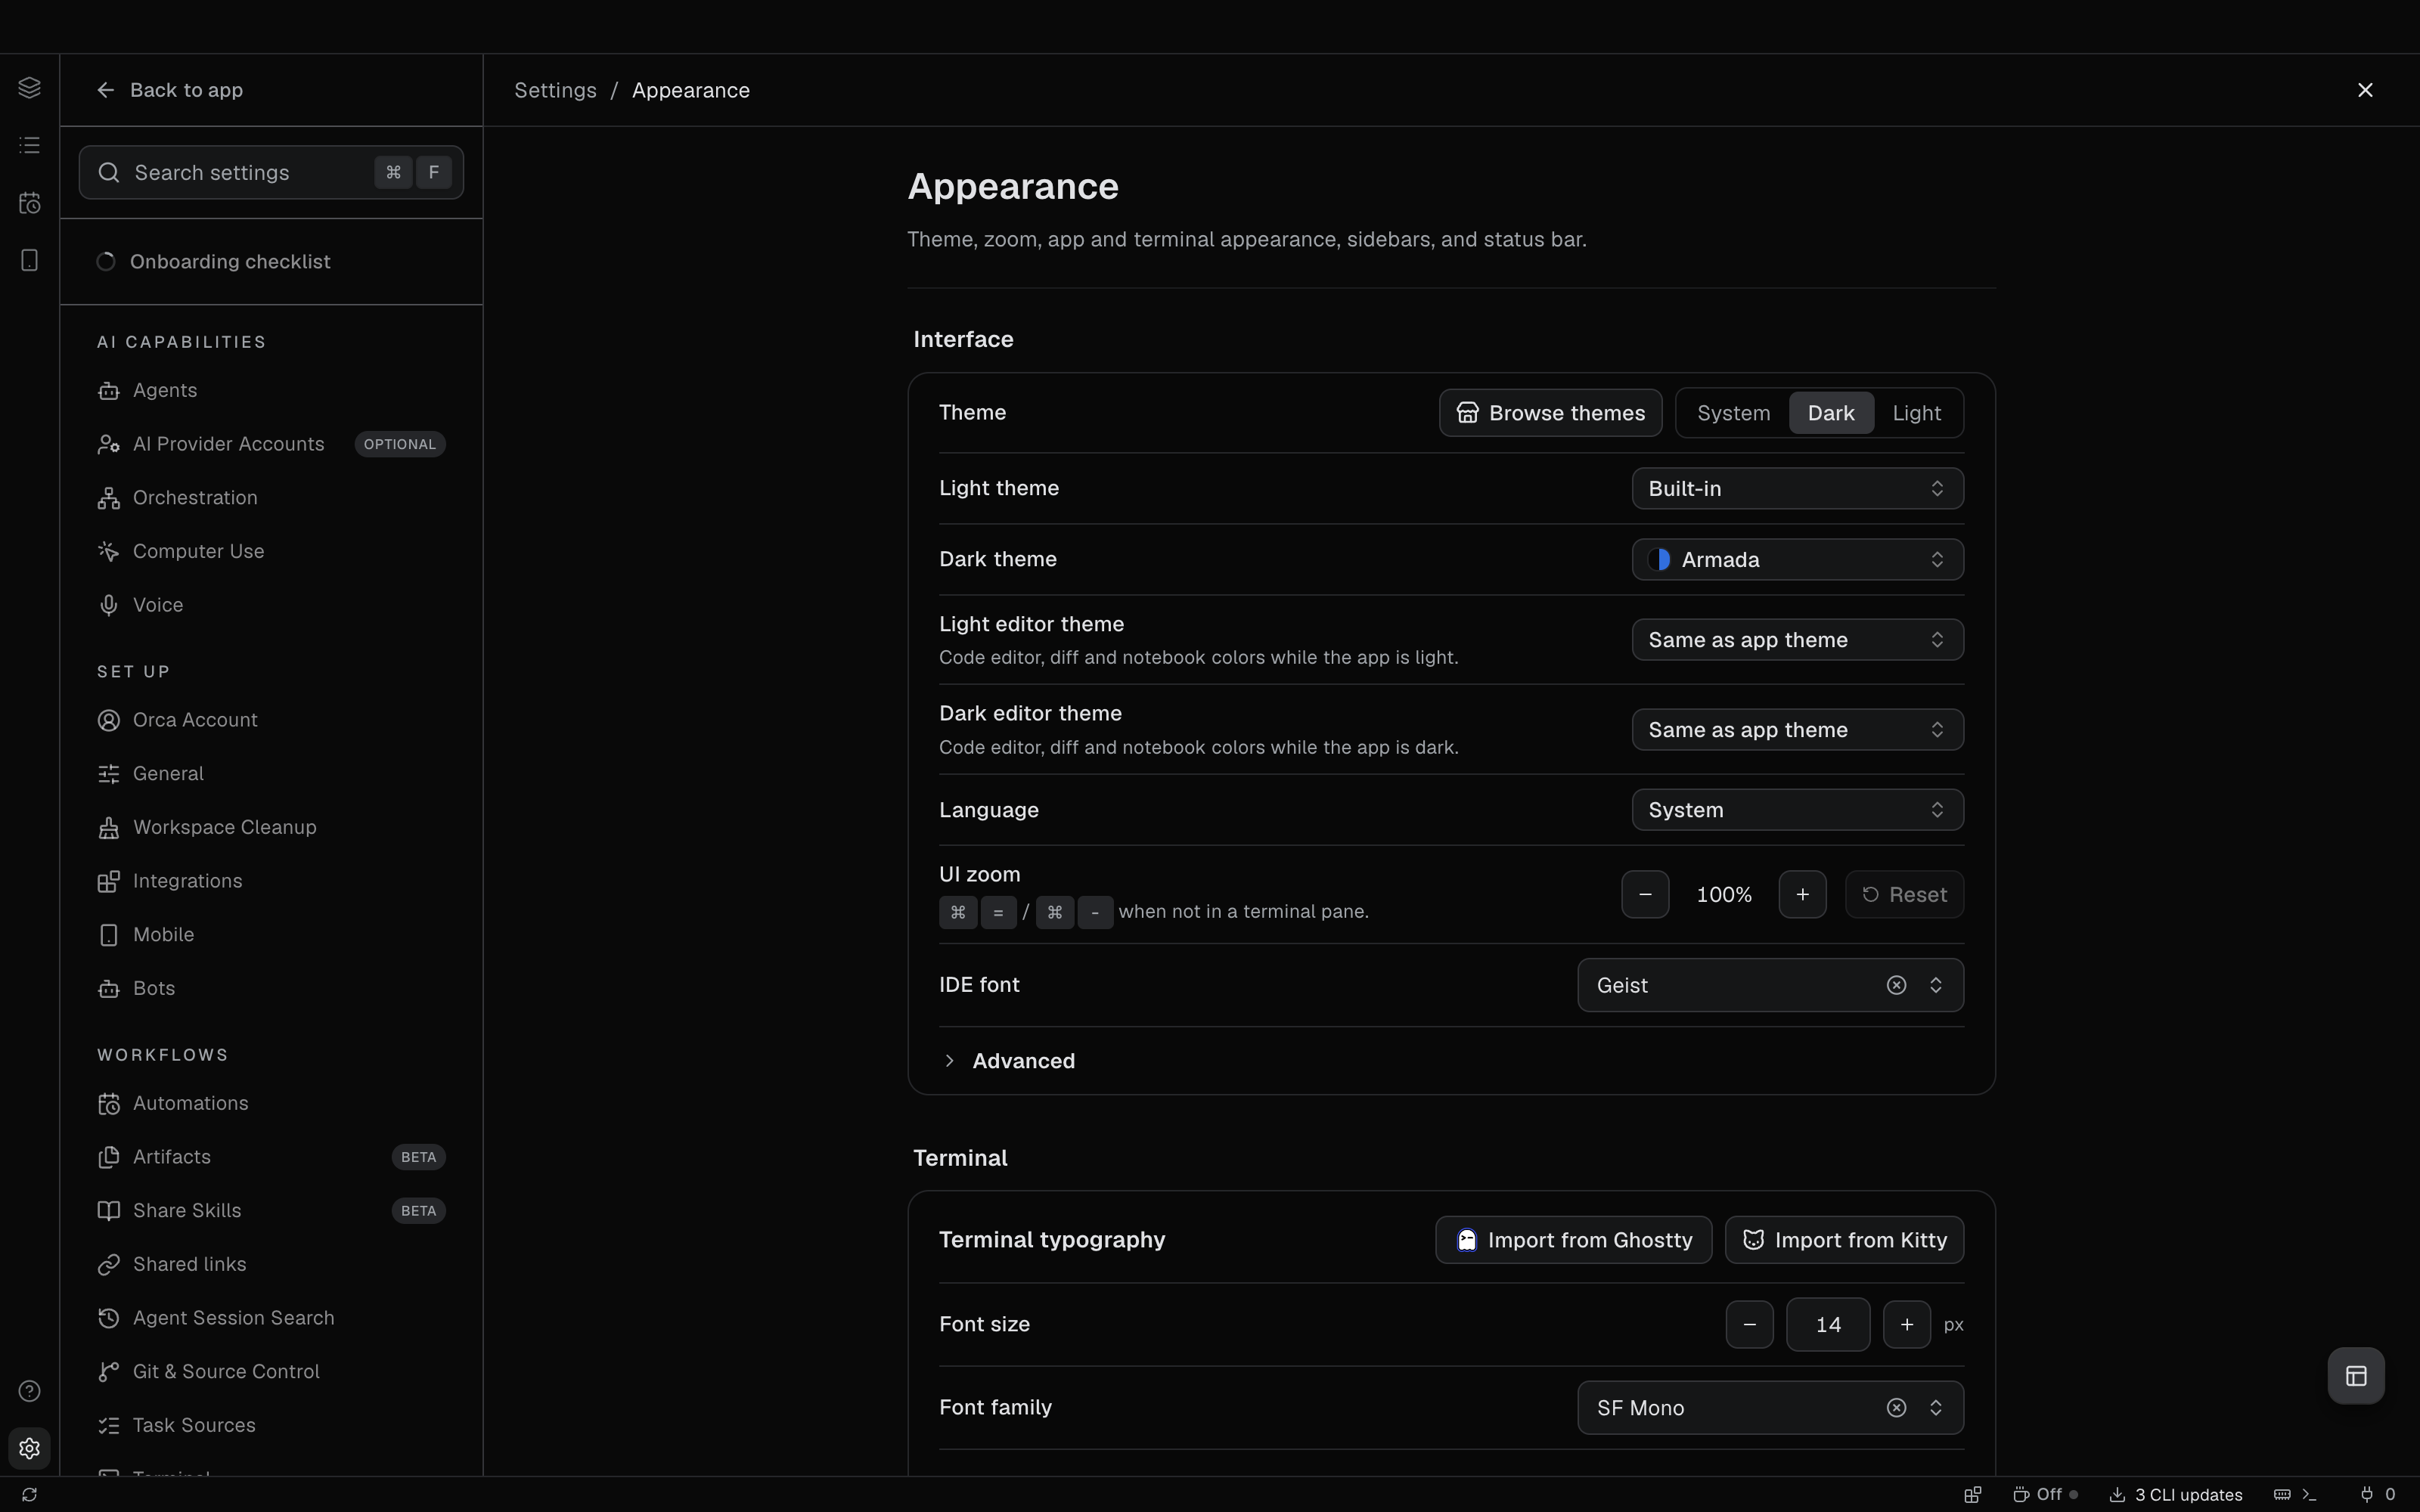 Back to app
Settings / Appearance
Search settings ⌘ F
Onboarding checklist
AI CAPABILITIES
Agents
AI Provider Accounts OPTIONAL
Orchestration
Computer Use
Voice
SET UP
Orca Account
General
Workspace Cleanup
Integrations
Mobile
Bots
WORKFLOWS
Automations
Artifacts BETA
Share Skills BETA
Shared links
Agent Session Search
Git & Source Control
Task Sources
Appearance
Theme, zoom, app and terminal appearance, sidebars, and status bar.
Interface
Theme Browse themes System Dark Light
Light theme Built-in
Dark theme Armada
Light editor theme Same as app theme
Code editor, diff and notebook colors while the app is light.
Dark editor theme Same as app theme
Code editor, diff and notebook colors while the app is dark.
Language System
UI zoom − 100% + Reset
⌘ = / ⌘ - when not in a terminal pane.
IDE font Geist
Advanced
Terminal
Terminal typography Import from Ghostty Import from Kitty
Font size − 14 + px
Font family SF Mono
Off 3 CLI updates 0